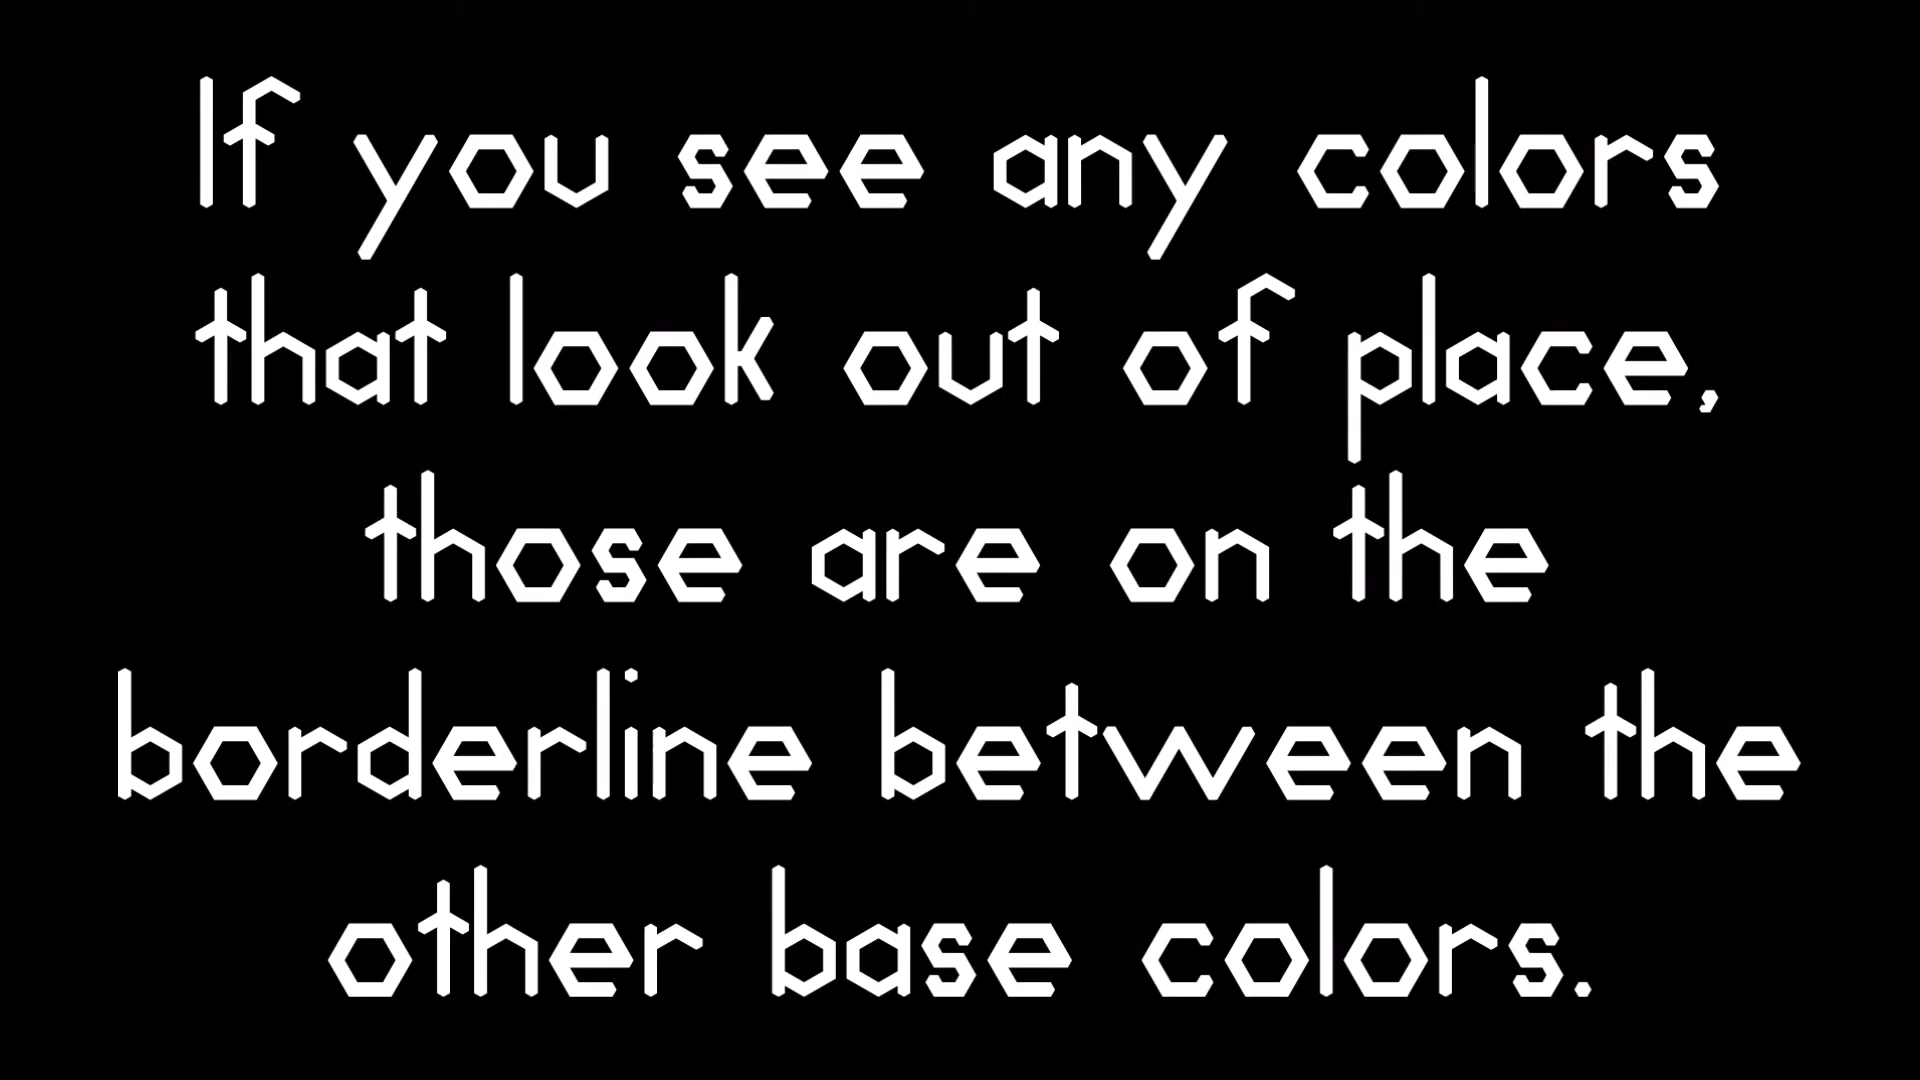 If you see any colors
that look out of place,
those are on the
borderline between the
other base colors.